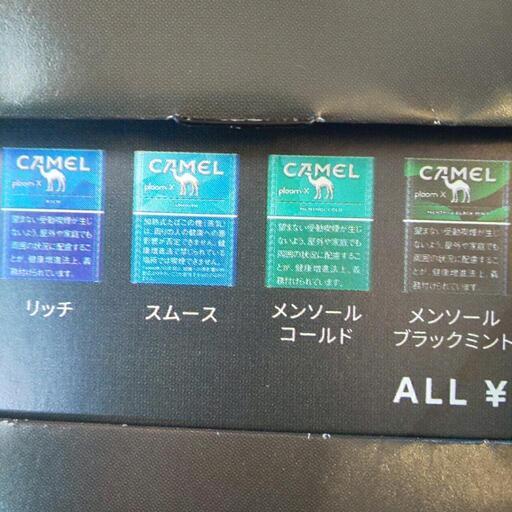 CAMEL
ploom X
RICH
望まない受動喫煙が生じ
ないよう、屋外や家庭でも
周囲の状況に配慮するこ
とが、健康増進法上、義
務付けられています。
リッチ
CAMEL
ploom X
加熱式たばこの煙(蒸気)
は、周りの人の健康への悪
影響が否定できません。健
康増進法で禁じられている
場所では喫煙できません。
スムース
CAMEL
ploom X
MENTHOL COLD
望まない受動喫煙が生じ
ないよう、屋外や家庭でも
周囲の状況に配慮するこ
とが、健康増進法上、義
務付けられています。
メンソール
コールド
CAMEL
ploom X
MENTHOL BLACK MINT
望まない受動喫煙が生じ
ないよう、屋外や家庭でも
周囲の状況に配慮するこ
とが、健康増進法上、義
務付けられています。
メンソール
ブラックミント
ALL ¥